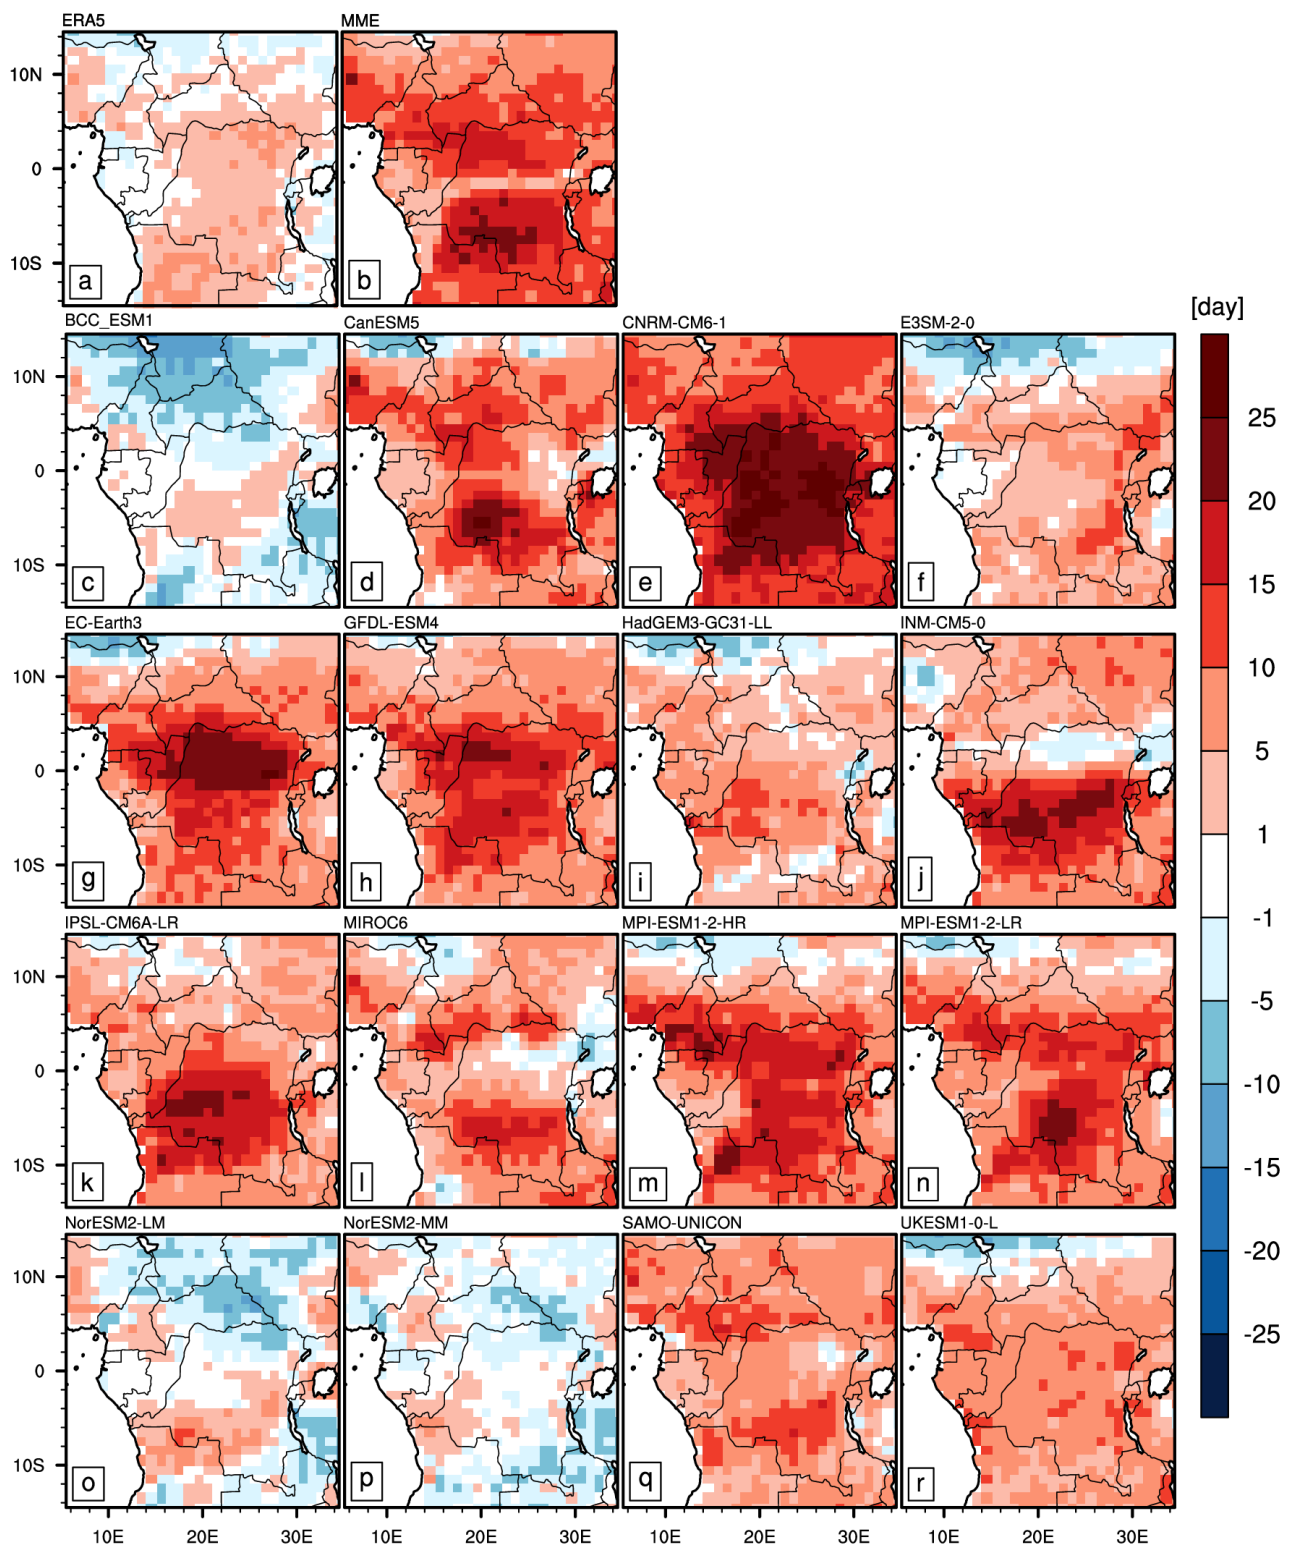 ERA5 MME
10N
0
10S
a b
[day]
BCC_ESM1 CanESM5 CNRM-CM6-1 E3SM-2-0
10N
0
10S
c d e f
EC-Earth3 GFDL-ESM4 HadGEM3-GC31-LL INM-CM5-0
10N
0
10S
g h i j
IPSL-CM6A-LR MIROC6 MPI-ESM1-2-HR MPI-ESM1-2-LR
10N
0
10S
k l m n
NorESM2-LM NorESM2-MM SAMO-UNICON UKESM1-0-L
10N
0
10S
o p q r
10E 20E 30E 10E 20E 30E 10E 20E 30E 10E 20E 30E
25
20
15
10
5
1
-1
-5
-10
-15
-20
-25